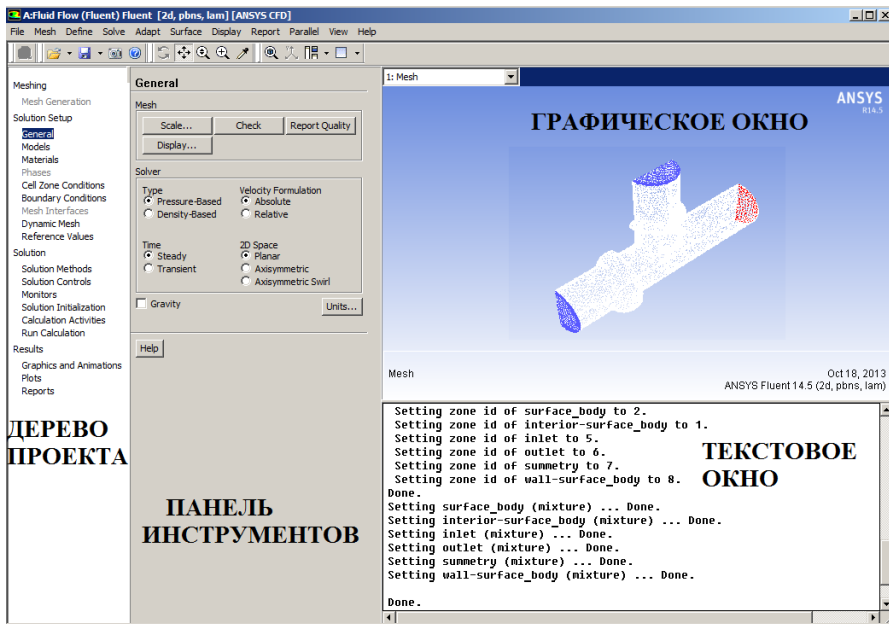 A:Fluid Flow (Fluent) Fluent [2d, pbns, lam] [ANSYS CFD]
File Mesh Define Solve Adapt Surface Display Report Parallel View Help
Meshing
Mesh Generation
Solution Setup
General
Models
Materials
Phases
Cell Zone Conditions
Boundary Conditions
Mesh Interfaces
Dynamic Mesh
Reference Values
Solution
Solution Methods
Solution Controls
Monitors
Solution Initialization
Calculation Activities
Run Calculation
Results
Graphics and Animations
Plots
Reports
ДЕРЕВО
ПРОЕКТА
General
Mesh
Scale... Check Report Quality
Display...
Solver
Type Velocity Formulation
Pressure-Based Absolute
Density-Based Relative
Time 2D Space
Steady Planar
Transient Axisymmetric
Axisymmetric Swirl
Gravity Units...
Help
ПАНЕЛЬ
ИНСТРУМЕНТОВ
1: Mesh
ANSYS
R14.5
ГРАФИЧЕСКОЕ ОКНО
Mesh Oct 18, 2013
ANSYS Fluent 14.5 (2d, pbns, lam)
Setting zone id of surface_body to 2.
Setting zone id of interior-surface_body to 1.
Setting zone id of inlet to 5.
Setting zone id of outlet to 6.
Setting zone id of summetry to 7.
Setting zone id of wall-surface_body to 8.
Done.
Setting surface_body (mixture) ... Done.
Setting interior-surface_body (mixture) ... Done.
Setting inlet (mixture) ... Done.
Setting outlet (mixture) ... Done.
Setting summetry (mixture) ... Done.
Setting wall-surface_body (mixture) ... Done.
Done.
ТЕКСТОВОЕ
ОКНО